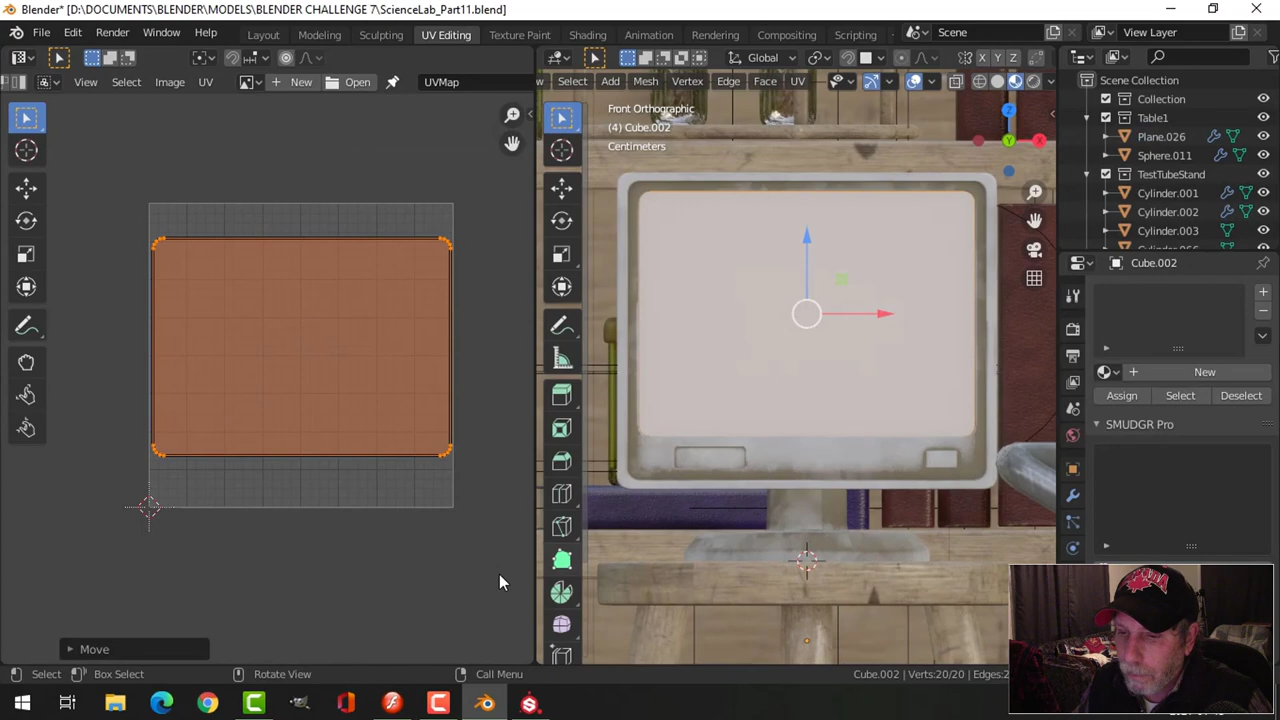 Blender* [D:\DOCUMENTS\BLENDER\MODELS\BLENDER CHALLENGE 7\ScienceLab_Part11.blend]
File Edit Render Window Help Layout Modeling Sculpting UV Editing Texture Paint Shading Animation Rendering Compositing Scripting Scene View Layer
Global X Y Z
View Select Image UV New Open UVMap Select Add Mesh Vertex Edge Face UV
Scene Collection
Collection
Table1
Plane.026
Sphere.011
TestTubeStand
Cylinder.001
Cylinder.002
Cylinder.003
Front Orthographic
(4) Cube.002
Centimeters
Z
Y
X
Cube.002
New
Assign Select Deselect
SMUDGR Pro
Move
Select Box Select Rotate View Call Menu Cube.002 | Verts:20/20 | Edges:2